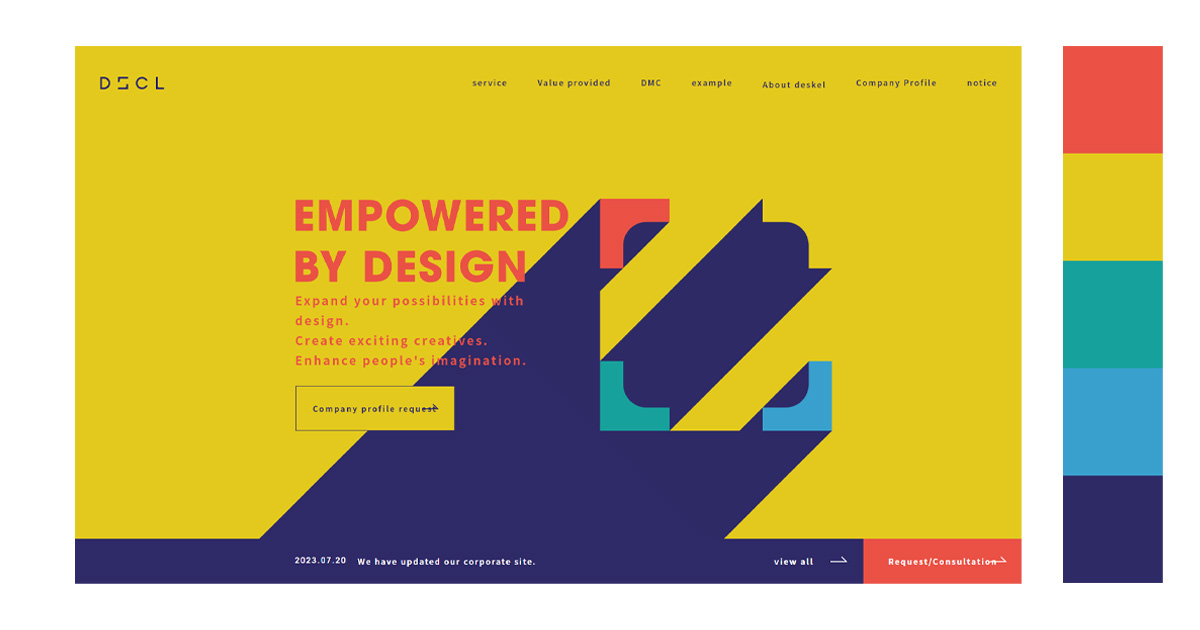 DSCL
service Value provided DMC example About deskel Company Profile notice
EMPOWERED
BY DESIGN
Expand your possibilities with
design.
Create exciting creatives.
Enhance people's imagination.
Company profile request
2023.07.20 We have updated our corporate site.
view all
Request/Consultation